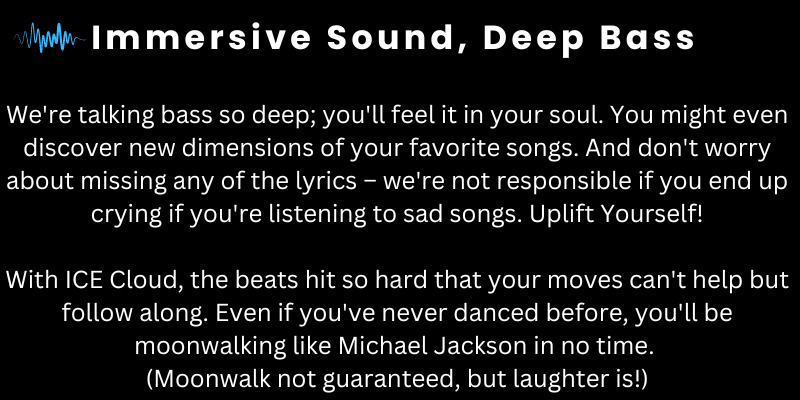 Immersive Sound, Deep Bass
We're talking bass so deep; you'll feel it in your soul. You might even
discover new dimensions of your favorite songs. And don't worry
about missing any of the lyrics – we're not responsible if you end up
crying if you're listening to sad songs. Uplift Yourself!
With ICE Cloud, the beats hit so hard that your moves can't help but
follow along. Even if you've never danced before, you'll be
moonwalking like Michael Jackson in no time.
(Moonwalk not guaranteed, but laughter is!)